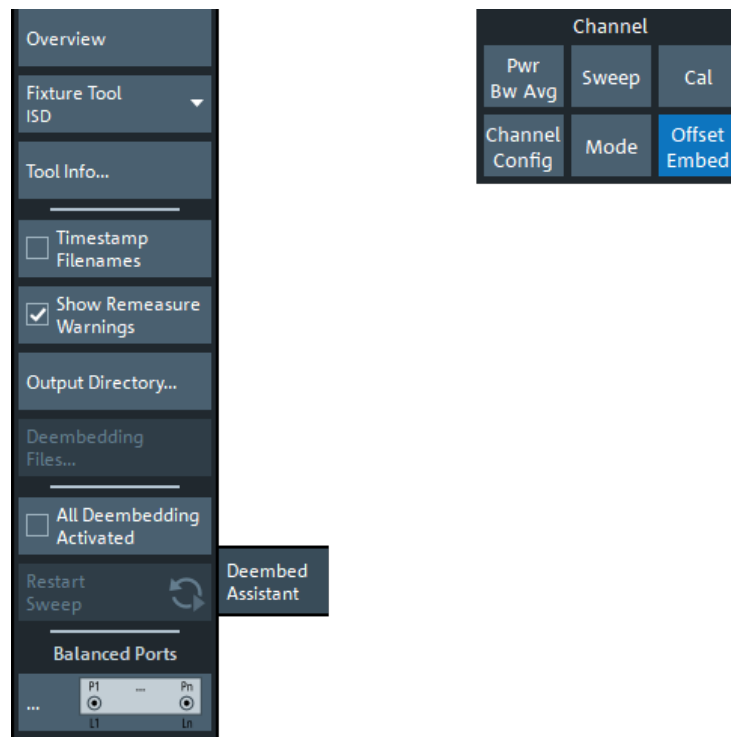 Overview
Fixture Tool
ISD
Tool Info...
Timestamp
Filenames
Show Remeasure
Warnings
Output Directory...
Deembedding
Files...
All Deembedding
Activated
Restart
Sweep
Deembed
Assistant
Balanced Ports
...
P1 ... Pn
L1 Ln
Channel
Pwr
Bw Avg
Sweep
Cal
Channel
Config
Mode
Offset
Embed